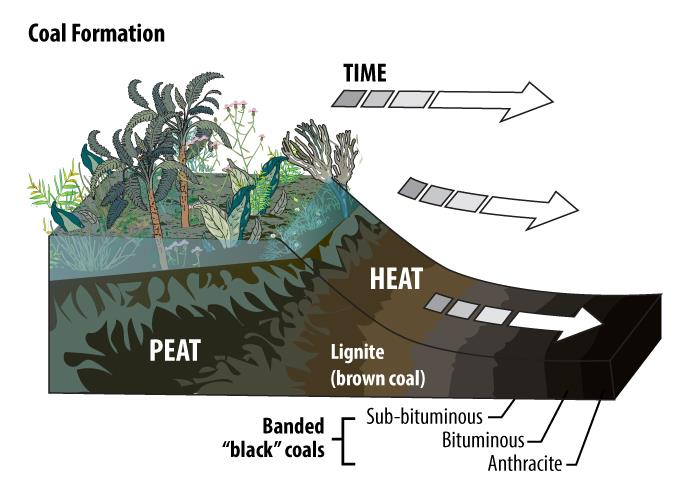 Coal Formation
TIME
HEAT
PEAT
Lignite
(brown coal)
Banded
“black” coals
Sub-bituminous
Bituminous
Anthracite